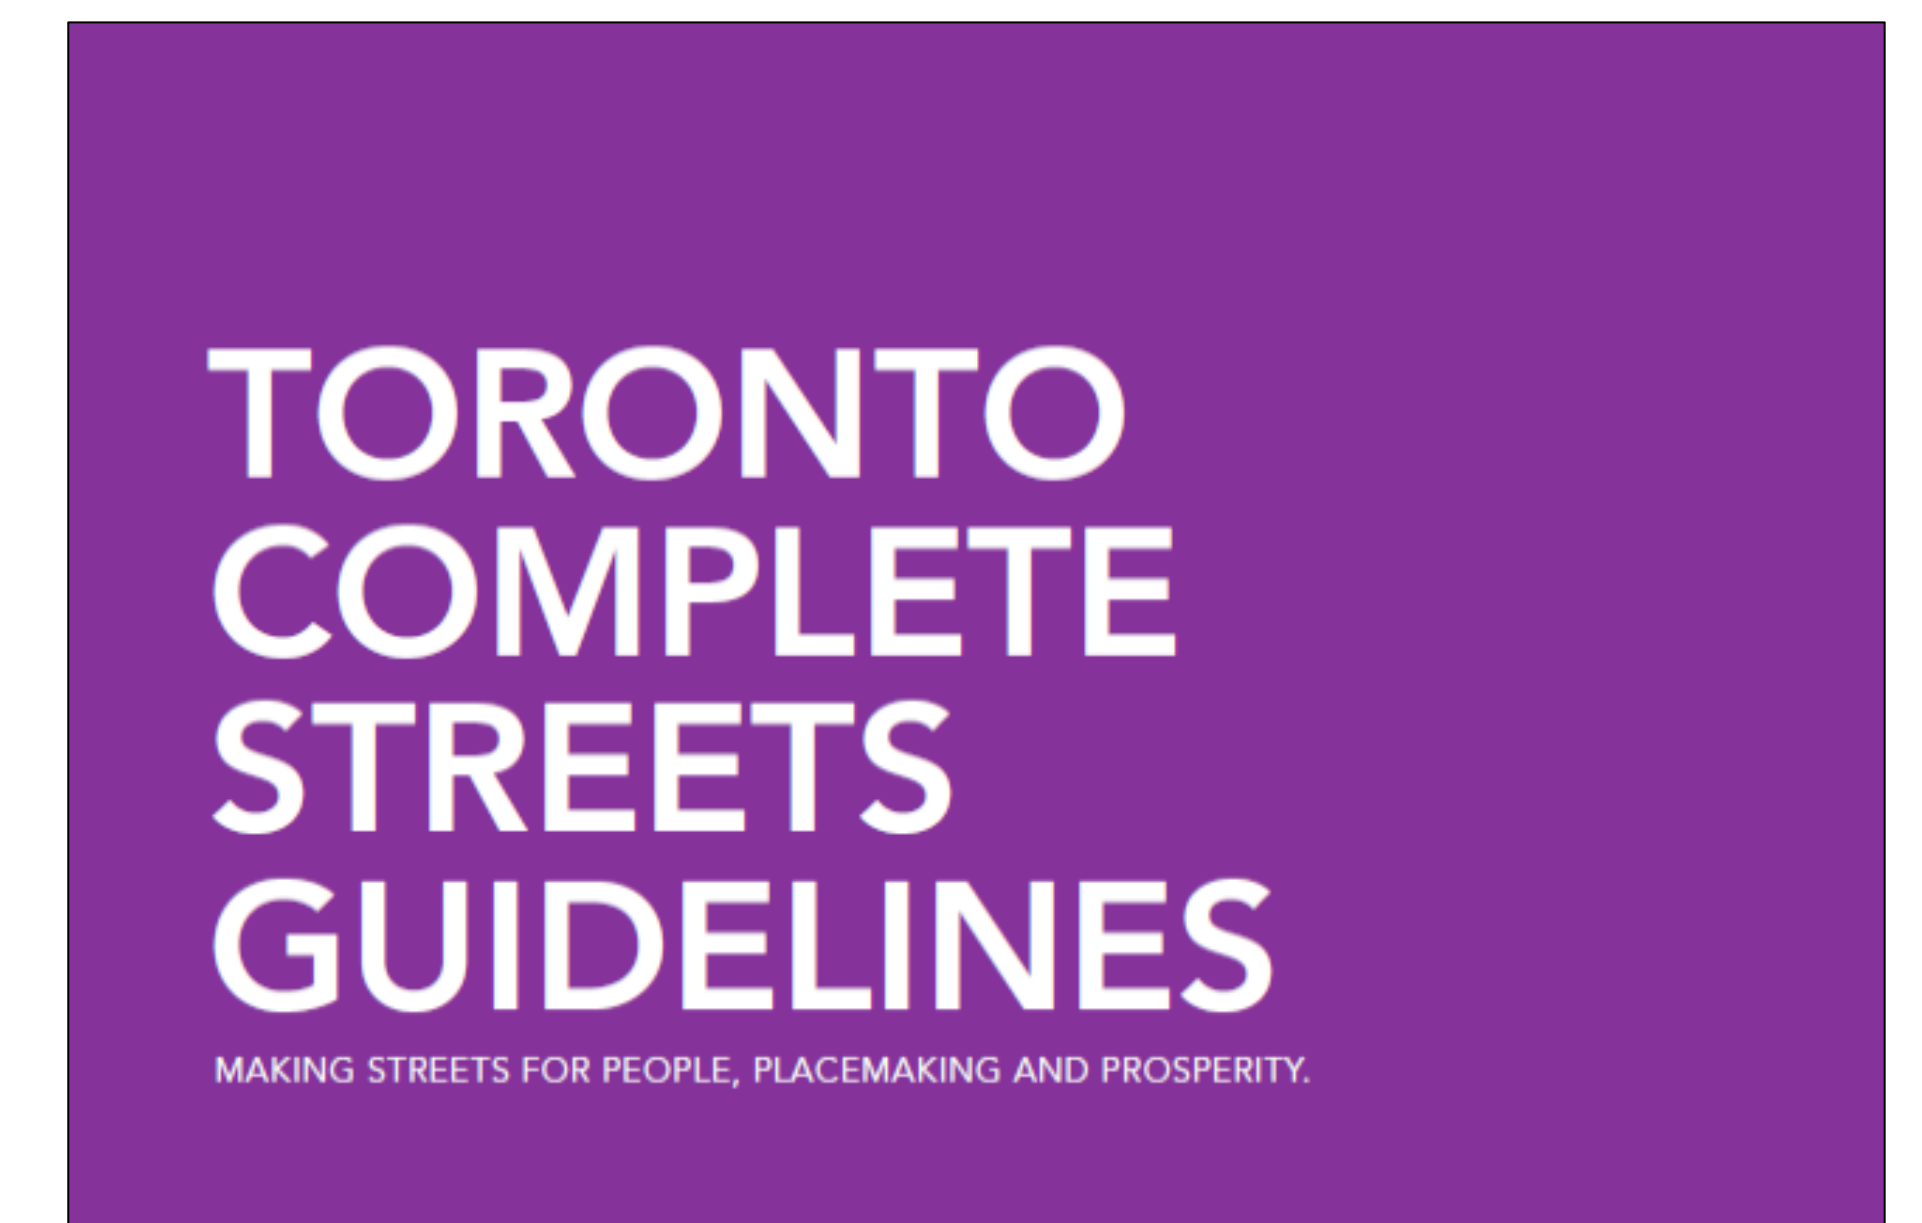 TORONTO
COMPLETE
STREETS
GUIDELINES
MAKING STREETS FOR PEOPLE, PLACEMAKING AND PROSPERITY.